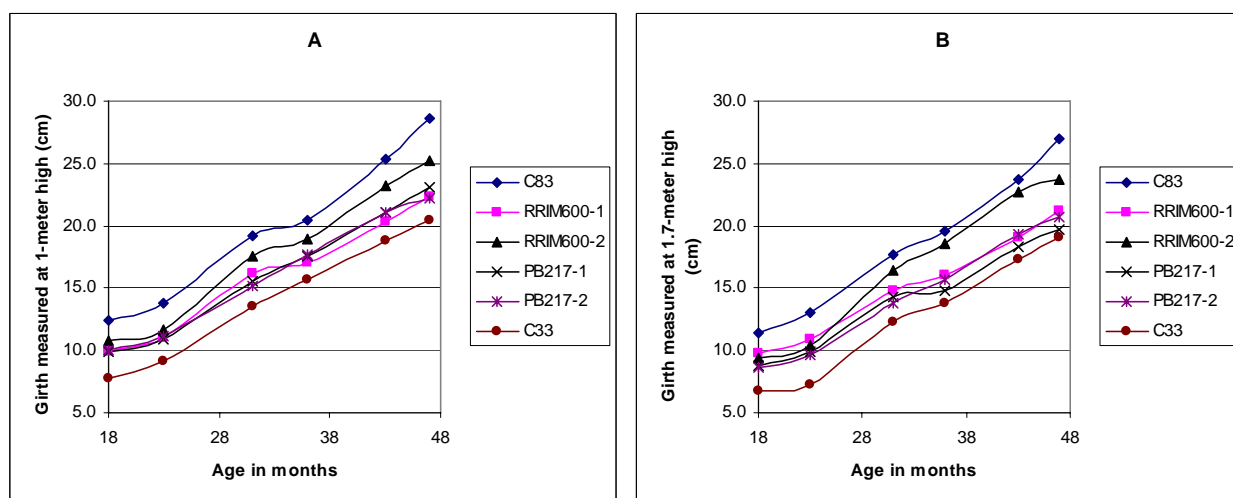 A
Girth measured at 1-meter high (cm)
30.0
25.0
20.0
15.0
10.0
5.0
18
28
38
48
Age in months
C83
RRIM600-1
RRIM600-2
PB217-1
PB217-2
C33
B
Girth measured at 1.7-meter high
(cm)
30.0
25.0
20.0
15.0
10.0
5.0
18
28
38
48
Age in months
C83
RRIM600-1
RRIM600-2
PB217-1
PB217-2
C33